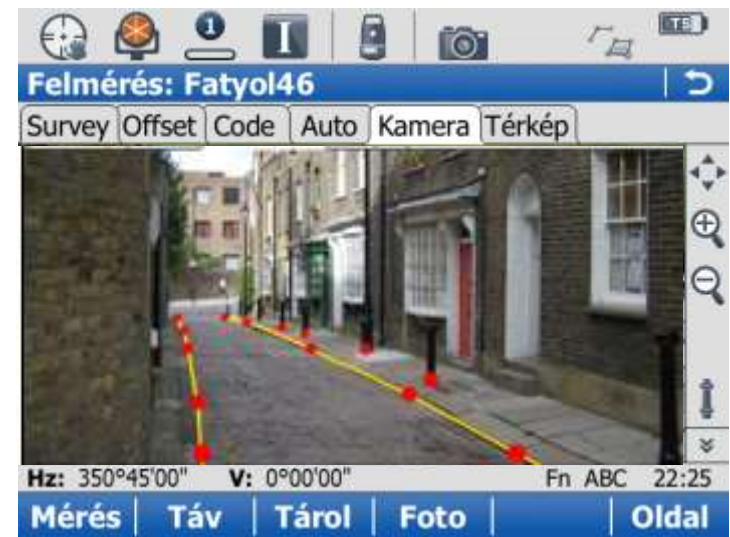 1
I
Felmérés: Fatyol46
Survey Offset Code Auto Kamera Térkép
Hz: 350°45'00" V: 0°00'00" Fn ABC 22:25
Mérés Táv Tárol Foto Oldal